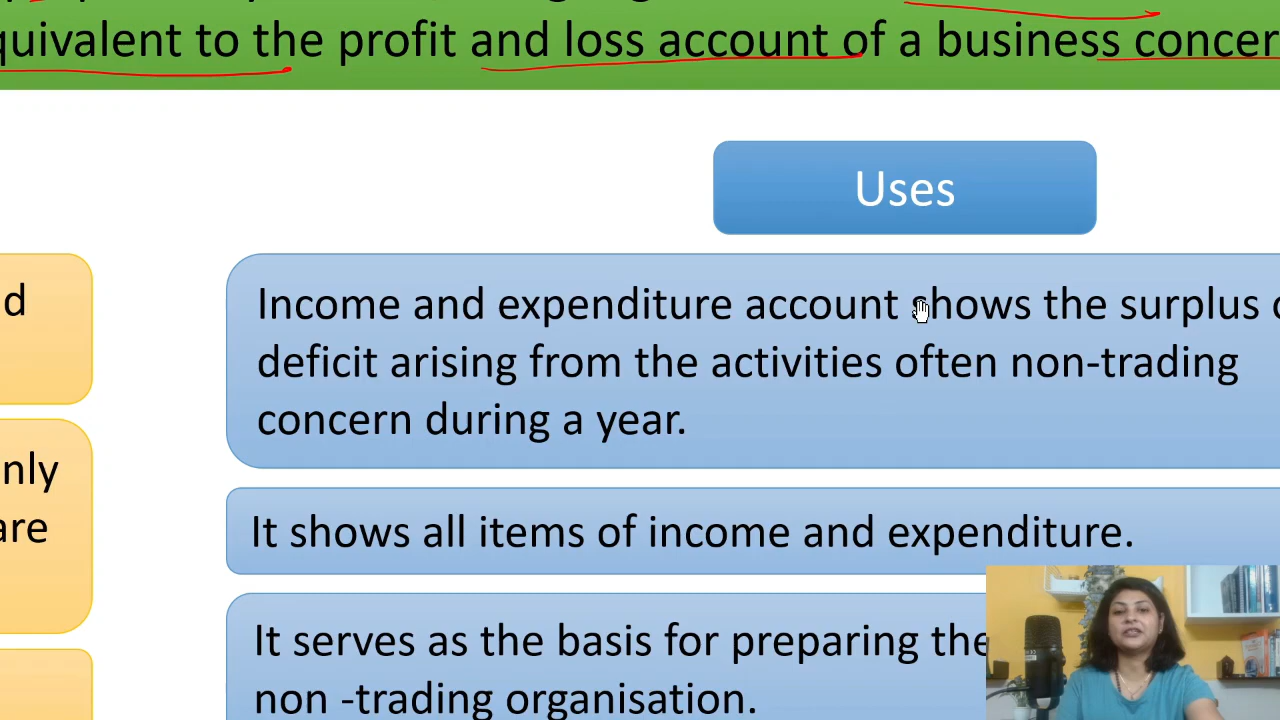 to the profit and loss account of a business
Uses
d
Income and expenditure account shows the surplus
deficit arising from the activities often non-trading
concern during a year.
nly
are
It shows all items of income and expenditure.
It serves as the basis for preparing the
non -trading organisation.